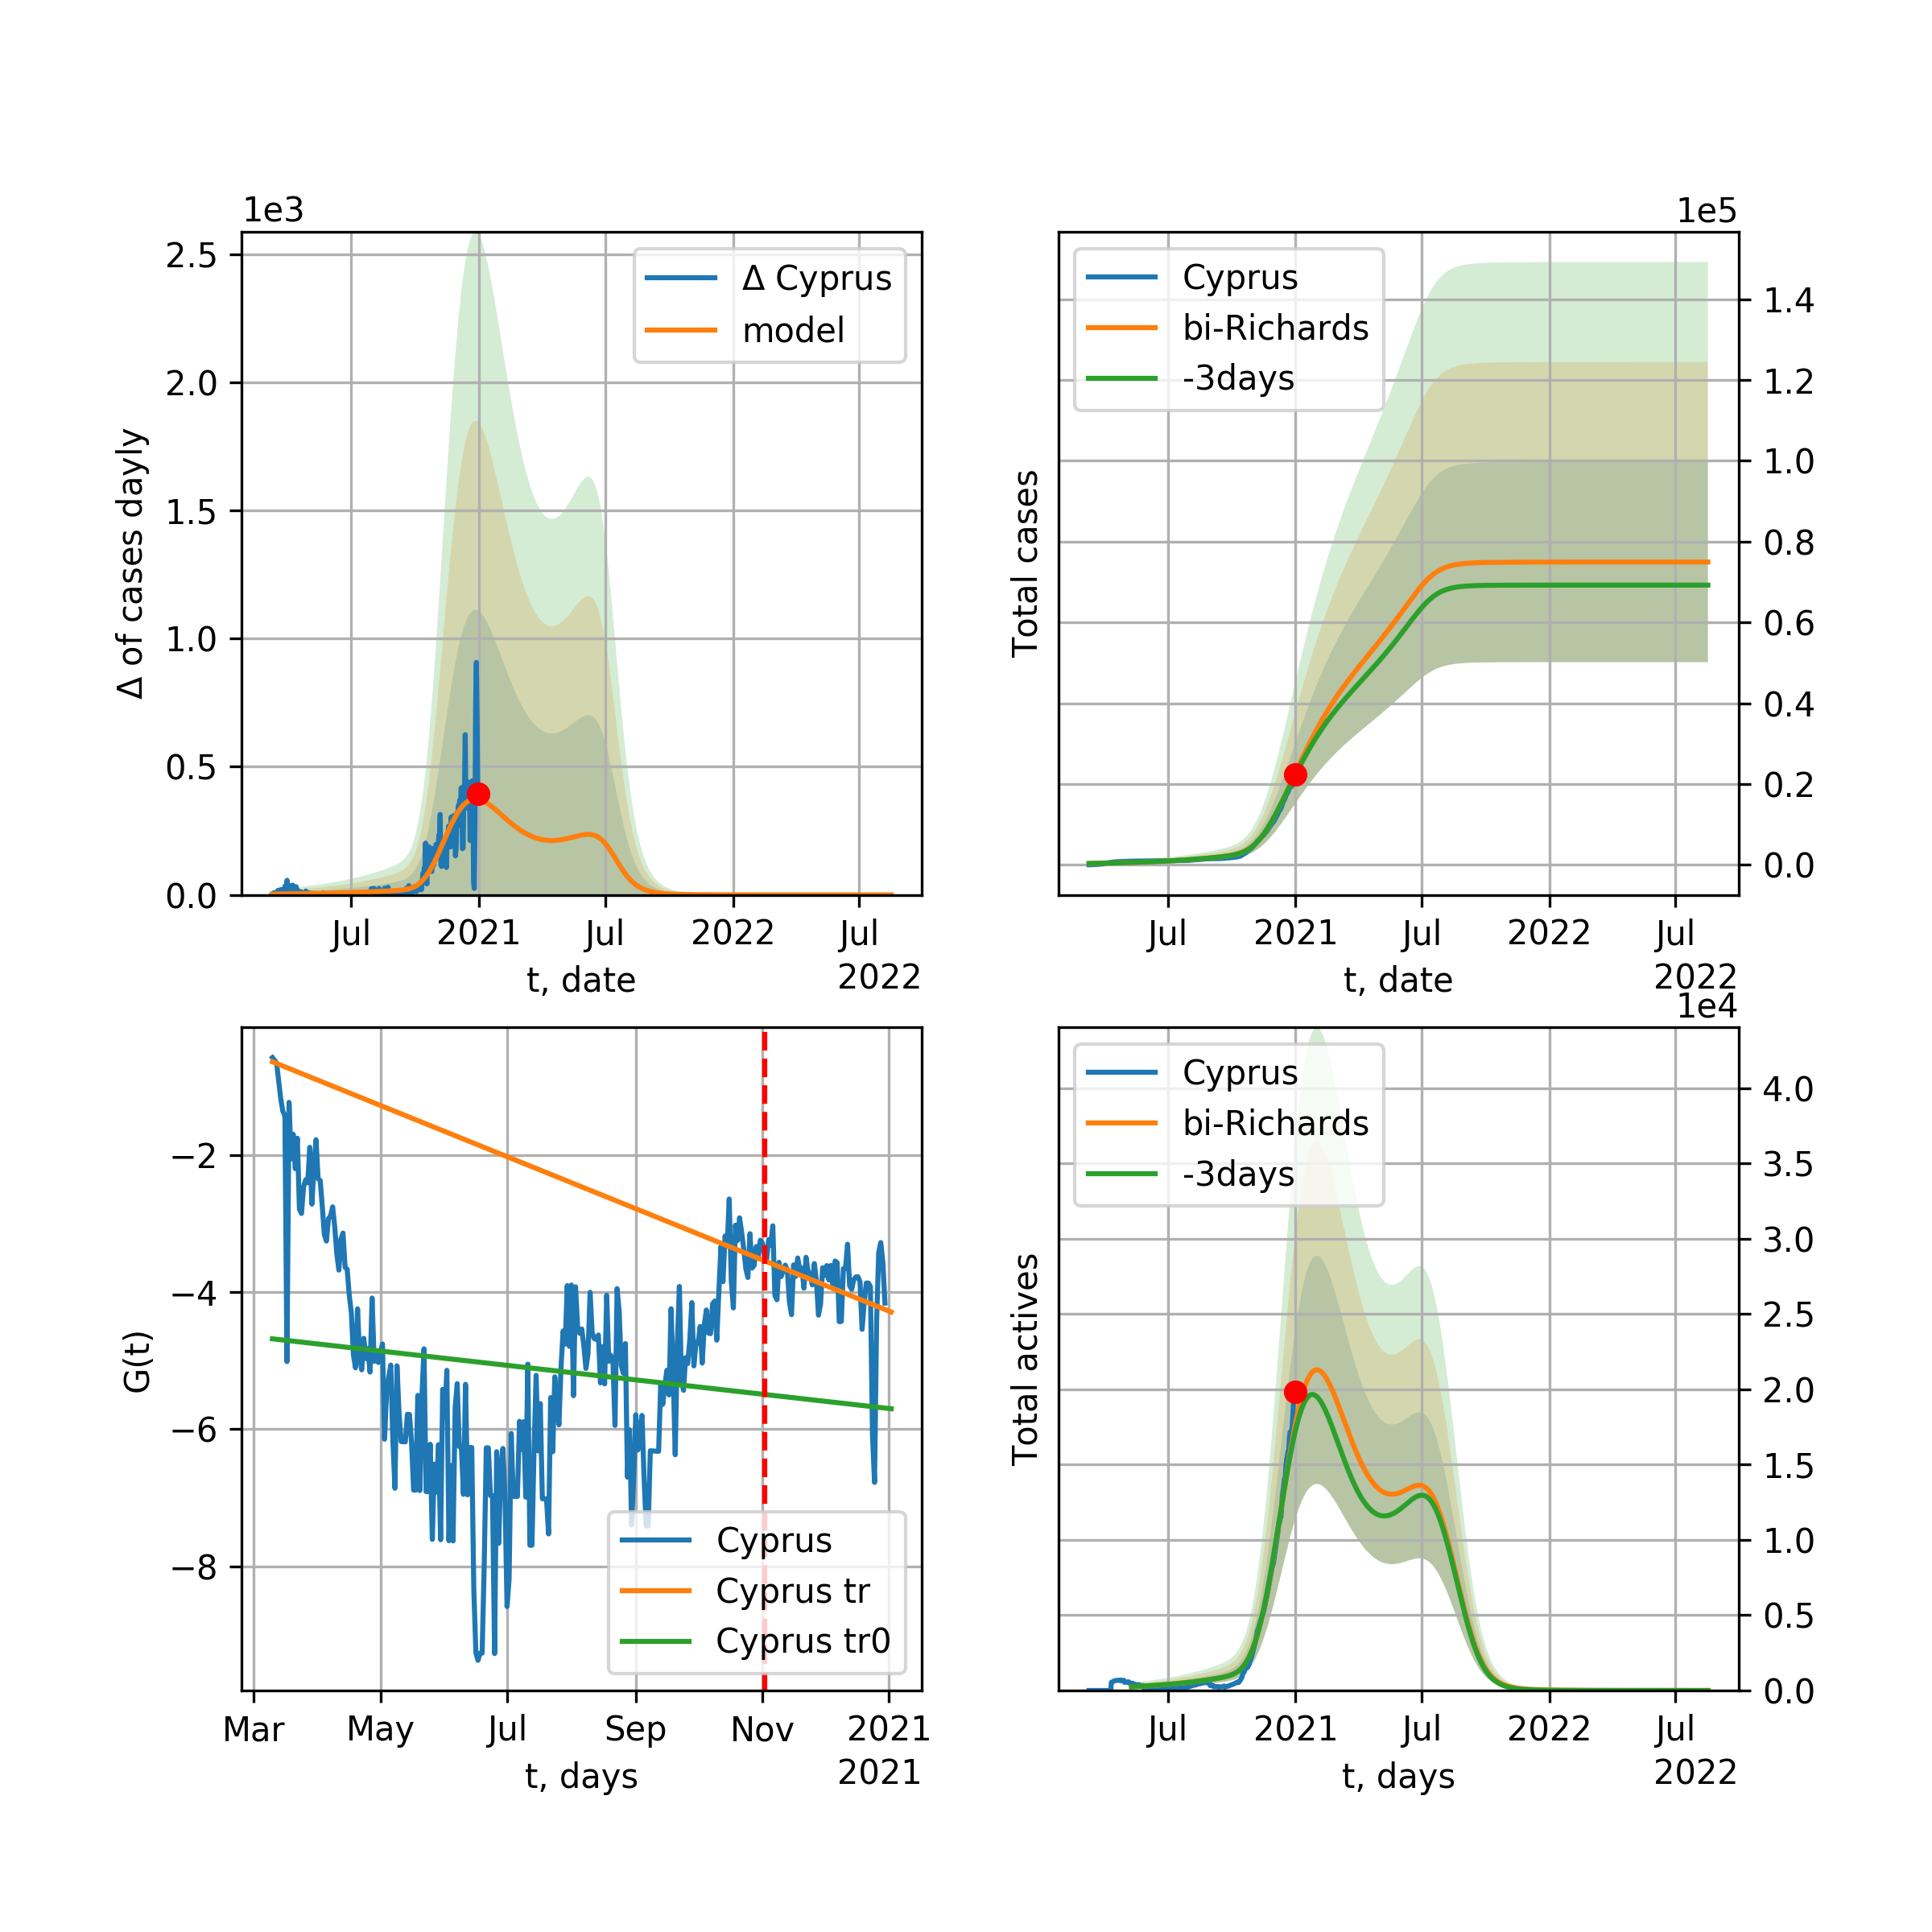 1e3
2.5
2.0
1.5
1.0
0.5
0.0
Δ of cases dayly
Δ Cyprus
model
Jul 2021 Jul 2022 Jul
t, date
2022
1e5
Cyprus
bi-Richards
-3days
Total cases
1.4
1.2
1.0
0.8
0.6
0.4
0.2
0.0
Jul 2021 Jul 2022 Jul
t, date
2022
G(t)
−2
−4
−6
−8
Cyprus
Cyprus tr
Cyprus tr0
Mar May Jul Sep Nov 2021
t, days
2021
1e4
Cyprus
bi-Richards
-3days
Total actives
4.0
3.5
3.0
2.5
2.0
1.5
1.0
0.5
0.0
Jul 2021 Jul 2022 Jul
t, days
2022